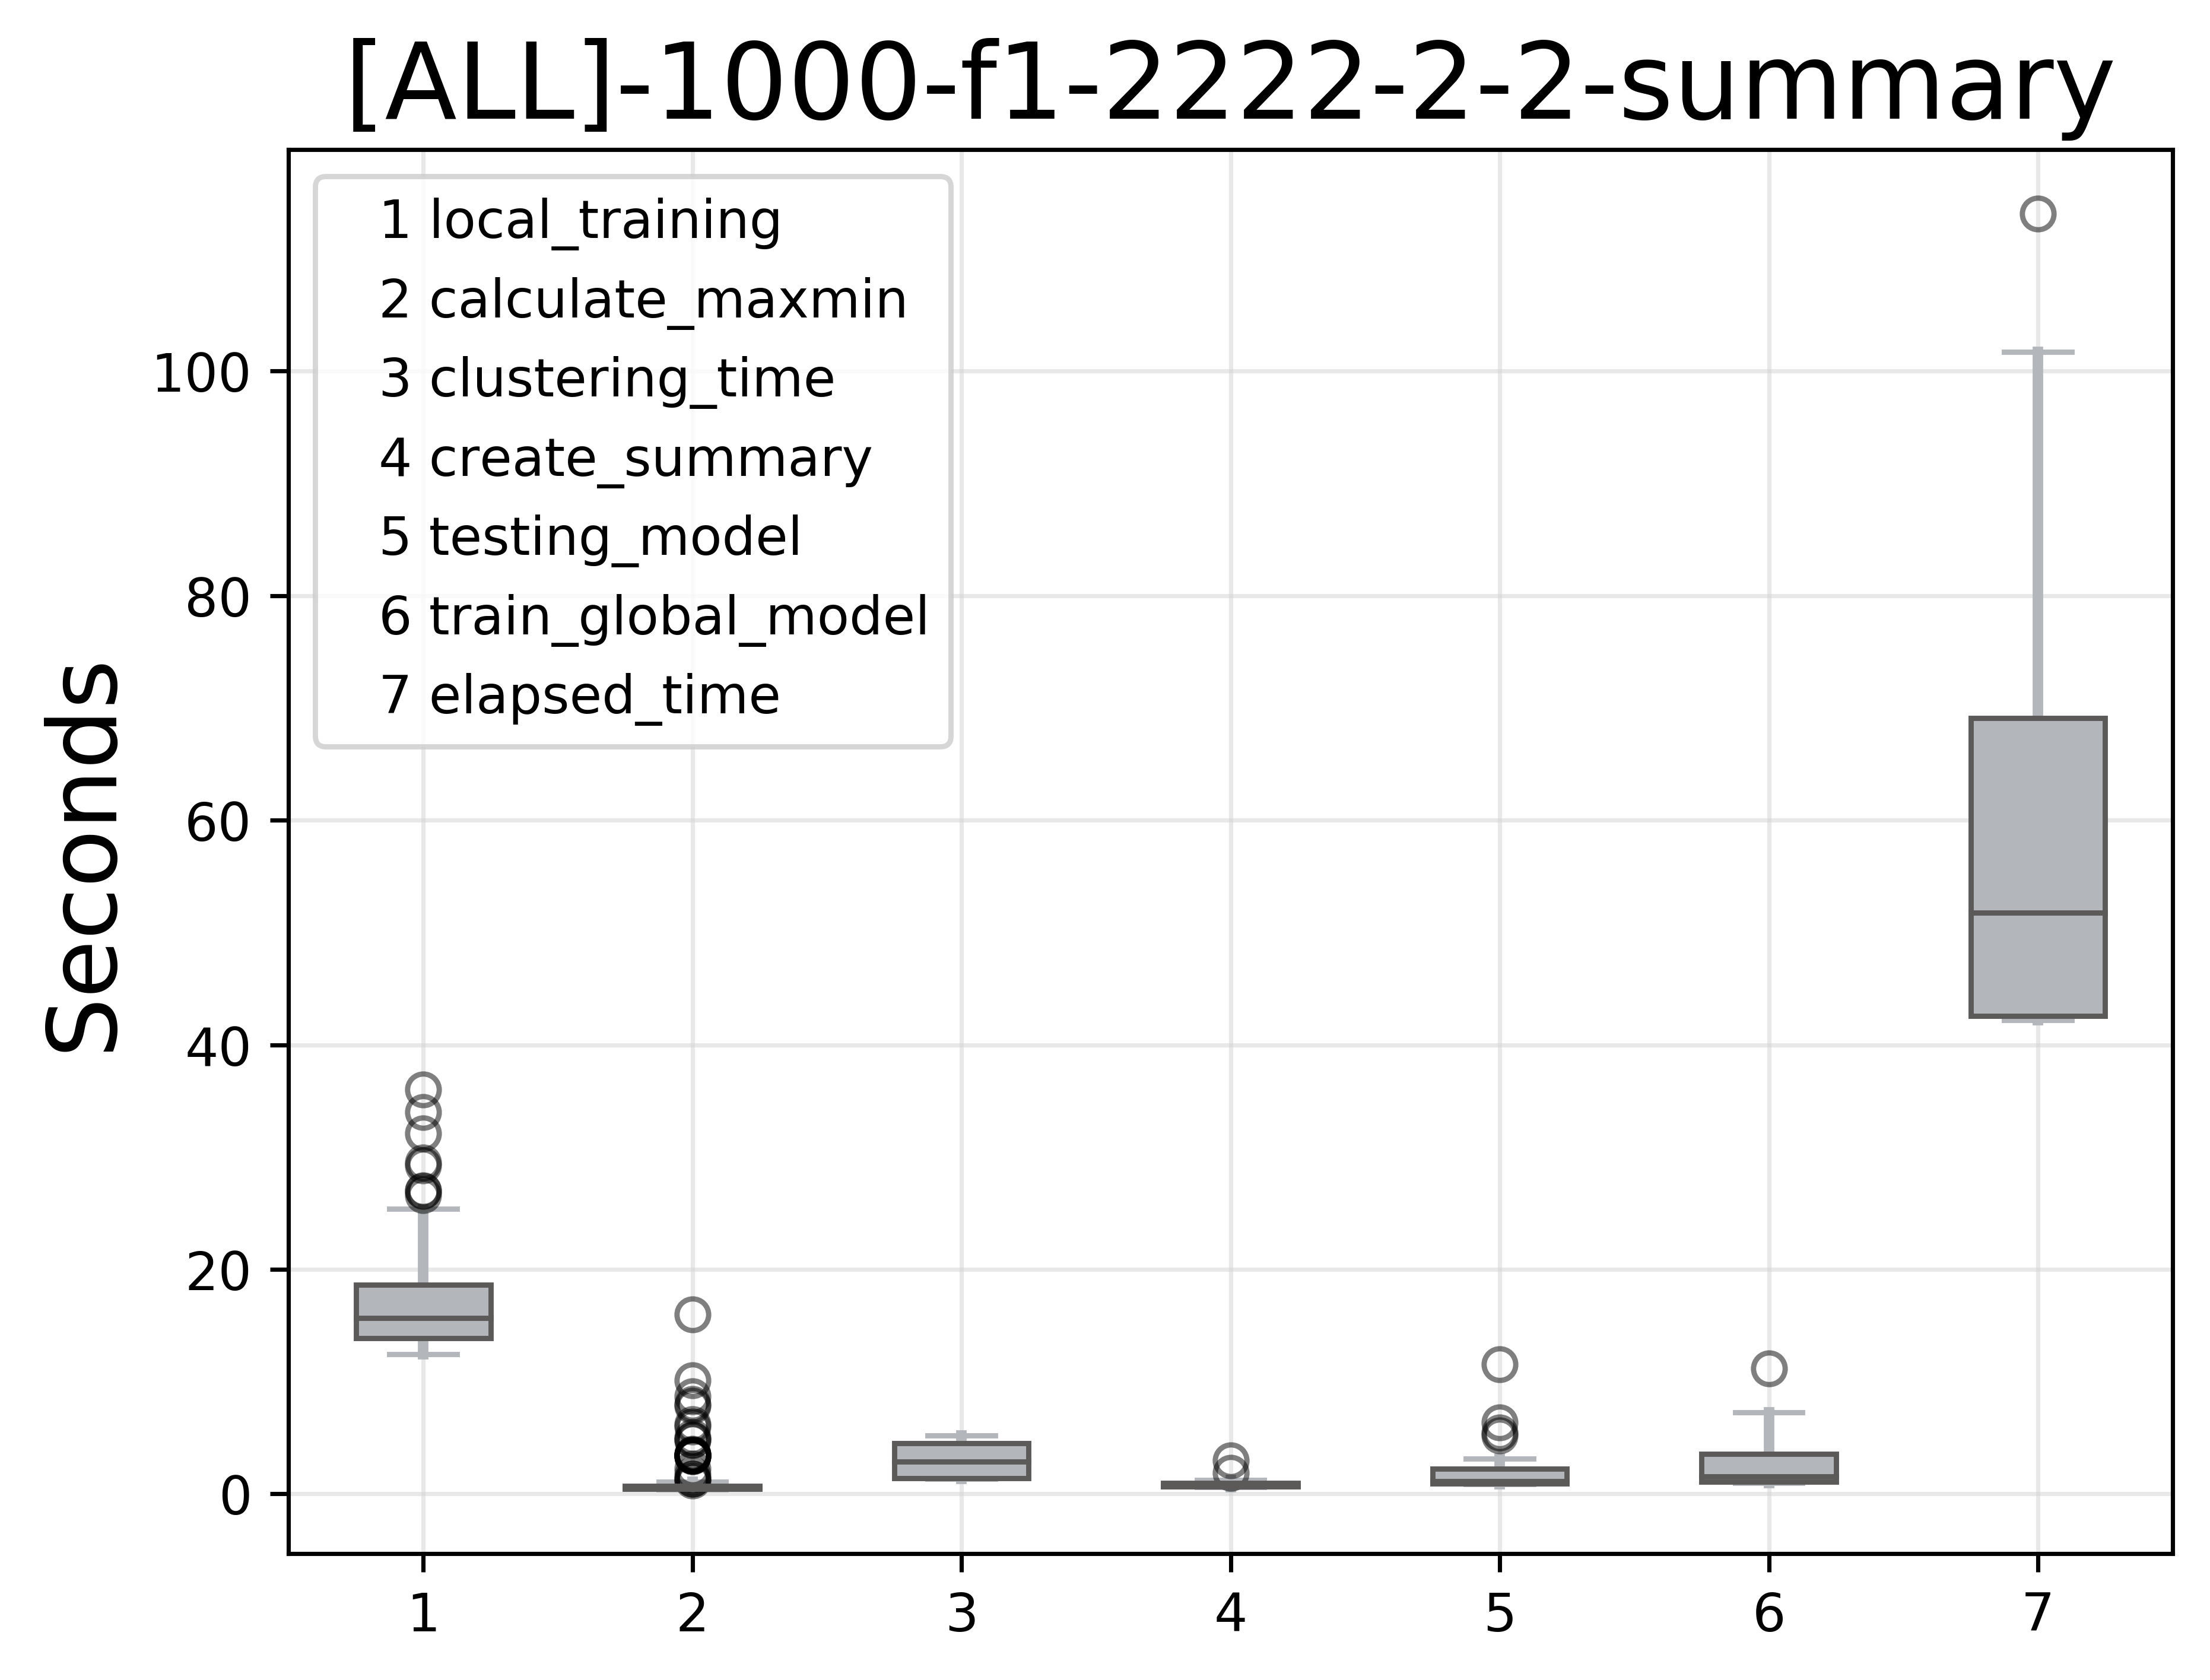 [ALL]-1000-f1-2222-2-2-summary
1 local_training
2 calculate_maxmin
3 clustering_time
4 create_summary
5 testing_model
6 train_global_model
7 elapsed_time
Seconds
100
80
60
40
20
0
1 2 3 4 5 6 7